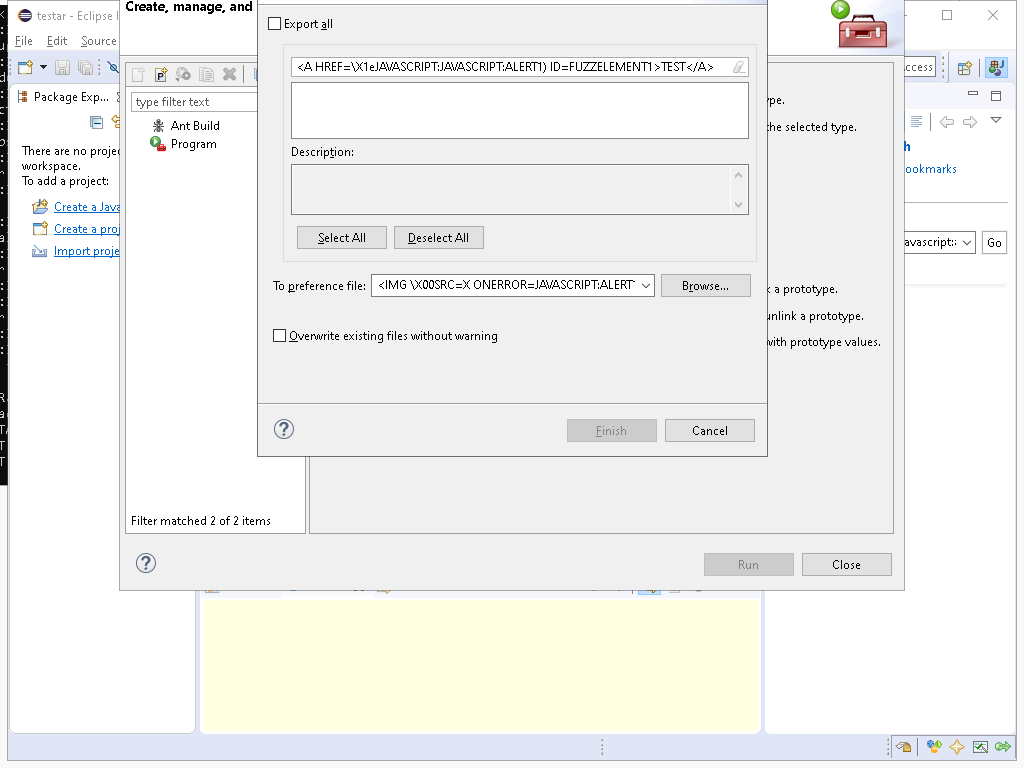 testar - Eclipse
File Edit Source
Create, manage, and
Export all
<A HREF=\X1eJAVASCRIPT:JAVASCRIPT:ALERT1) ID=FUZZELEMENT1>TEST</A>
ccess
Package Exp...
type filter text
Ant Build
Program
ype.
the selected type.
Description:
There are no
workspace.
To add a project:
Create a Java
Create a
Import
h
ookmarks
Select All Deselect All
avascript:
Go
To preference file: <IMG \X00SRC=X ONERROR=JAVASCRIPT:ALERT
Browse...
k a prototype.
unlink a prototype.
with prototype values.
Overwrite existing files without warning
Finish Cancel
Filter matched 2 of 2 items
Run Close